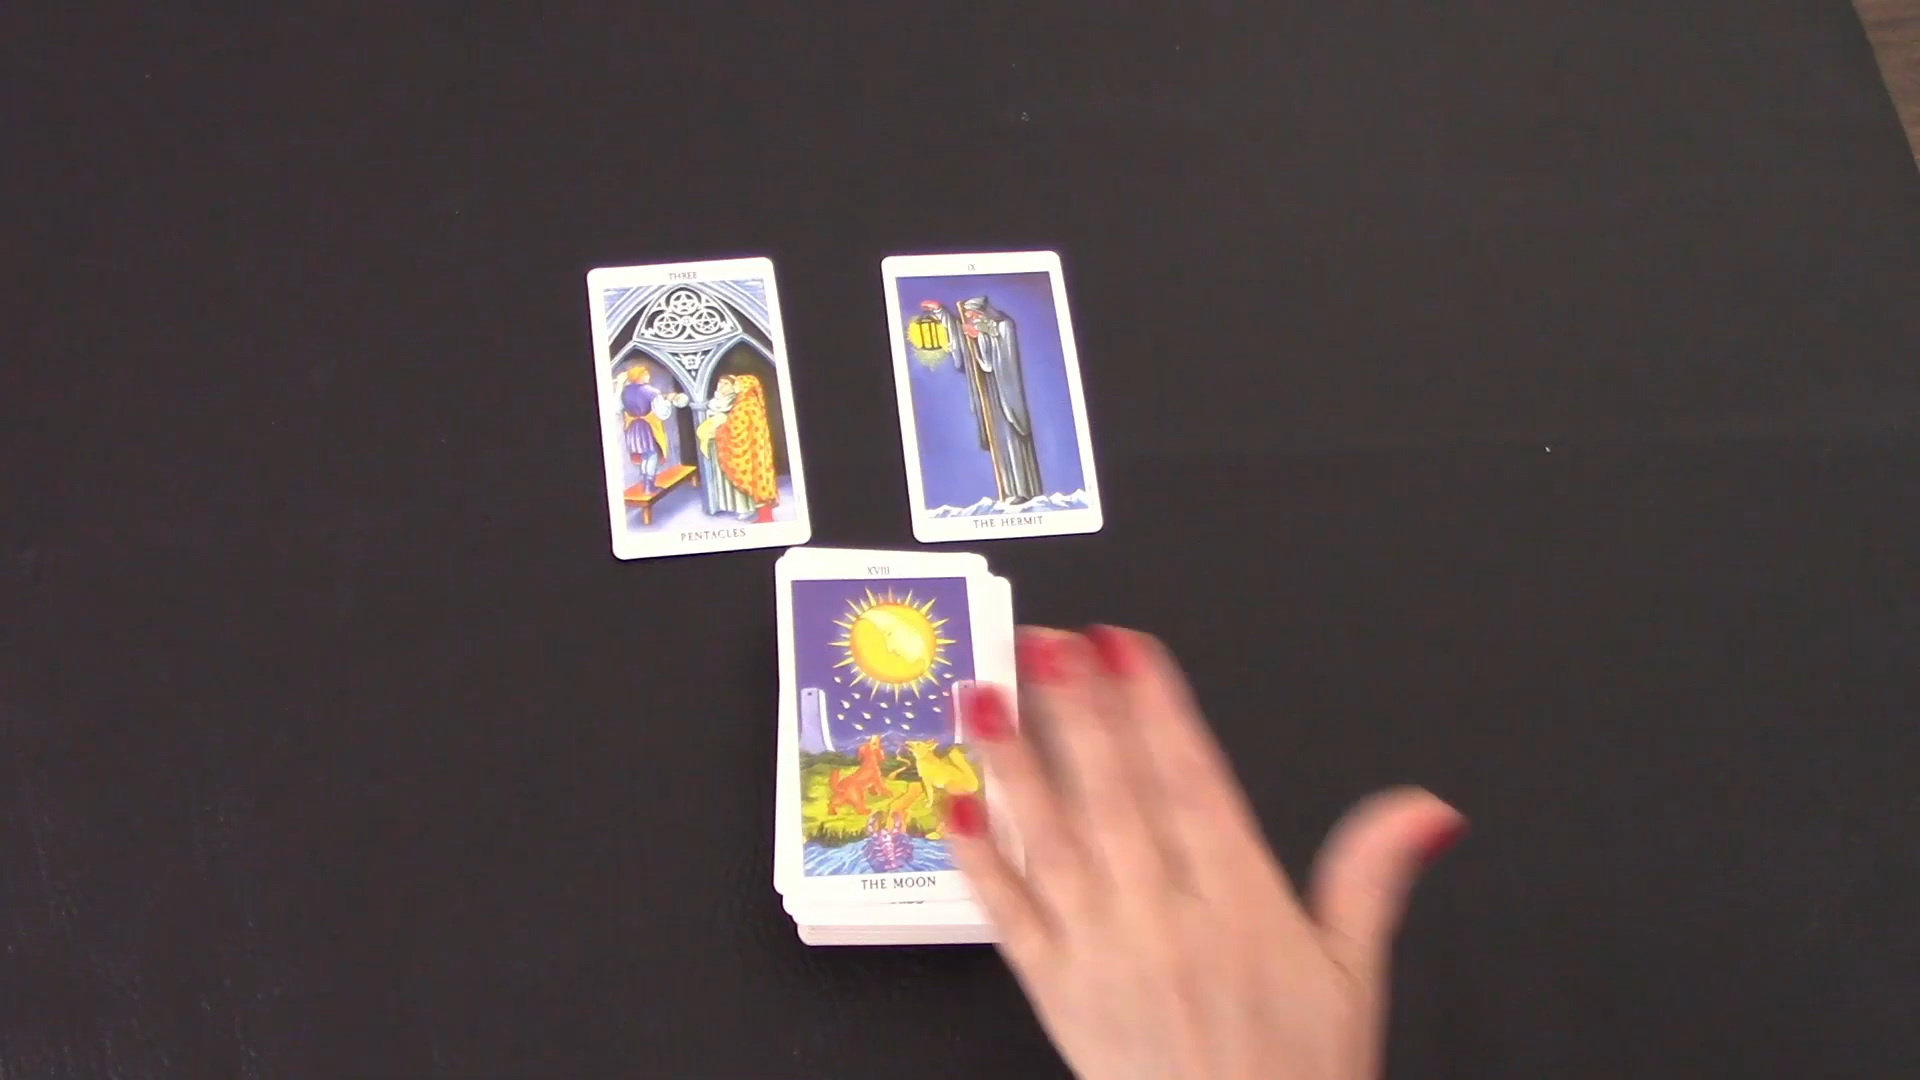 THREE
PENTACLES
IX
THE HERMIT
XVIII
THE MOON